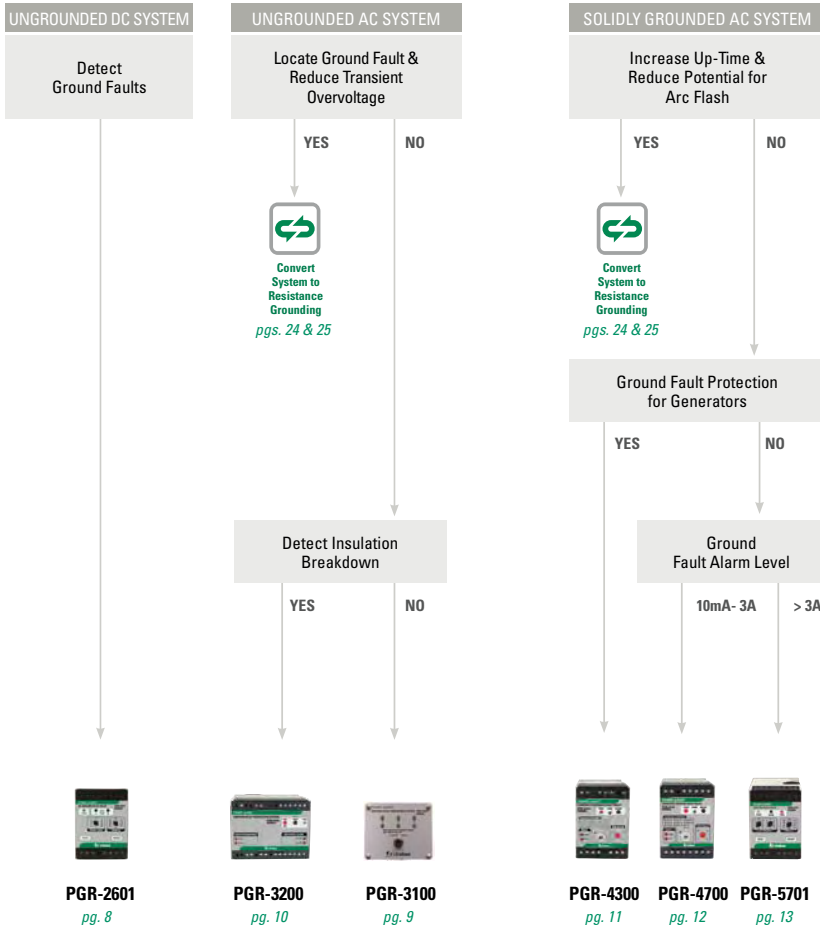 UNGROUNDED DC SYSTEM
Detect
Ground Faults
PGR-2601
pg. 8
UNGROUNDED AC SYSTEM
Locate Ground Fault &
Reduce Transient
Overvoltage
YES
NO
Convert
System to
Resistance
Grounding
pgs. 24 & 25
Detect Insulation
Breakdown
YES
NO
PGR-3200
pg. 10
PGR-3100
pg. 9
SOLIDLY GROUNDED AC SYSTEM
Increase Up-Time &
Reduce Potential for
Arc Flash
YES
NO
Convert
System to
Resistance
Grounding
pgs. 24 & 25
Ground Fault Protection
for Generators
YES
NO
Ground
Fault Alarm Level
10mA- 3A
> 3A
PGR-4300
pg. 11
PGR-4700
pg. 12
PGR-5701
pg. 13